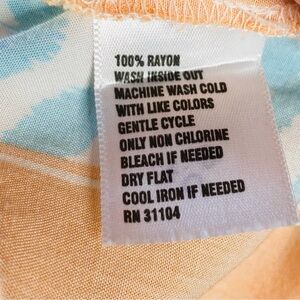 100% RAYON
WASH INSIDE OUT
MACHINE WASH COLD
WITH LIKE COLORS
GENTLE CYCLE
ONLY NON CHLORINE
BLEACH IF NEEDED
DRY FLAT
COOL IRON IF NEEDED
RN 31104